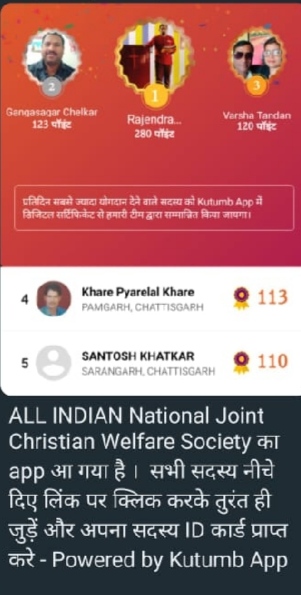 2
1
3
Gangasagar Chelkar
123 पॉइंट
Rajendra...
280 पॉइंट
Varsha Tandan
120 पॉइंट
प्रतिदिन सबसे ज्यादा योगदान देने वाले सदस्य को Kutumb App में
डिजिटल सर्टिफिकेट से हमारी टीम द्वारा सम्मानित किया जाएगा।
4
Khare Pyarelal Khare
PAMGARH, CHATTISGARH
113
5
SANTOSH KHATKAR
SARANGARH, CHATTISGARH
110
ALL INDIAN National Joint
Christian Welfare Society का
app आ गया है । सभी सदस्य नीचे
दिए लिंक पर क्लिक करके तुरंत ही
जुड़ें और अपना सदस्य ID कार्ड प्राप्त
करे - Powered by Kutumb App